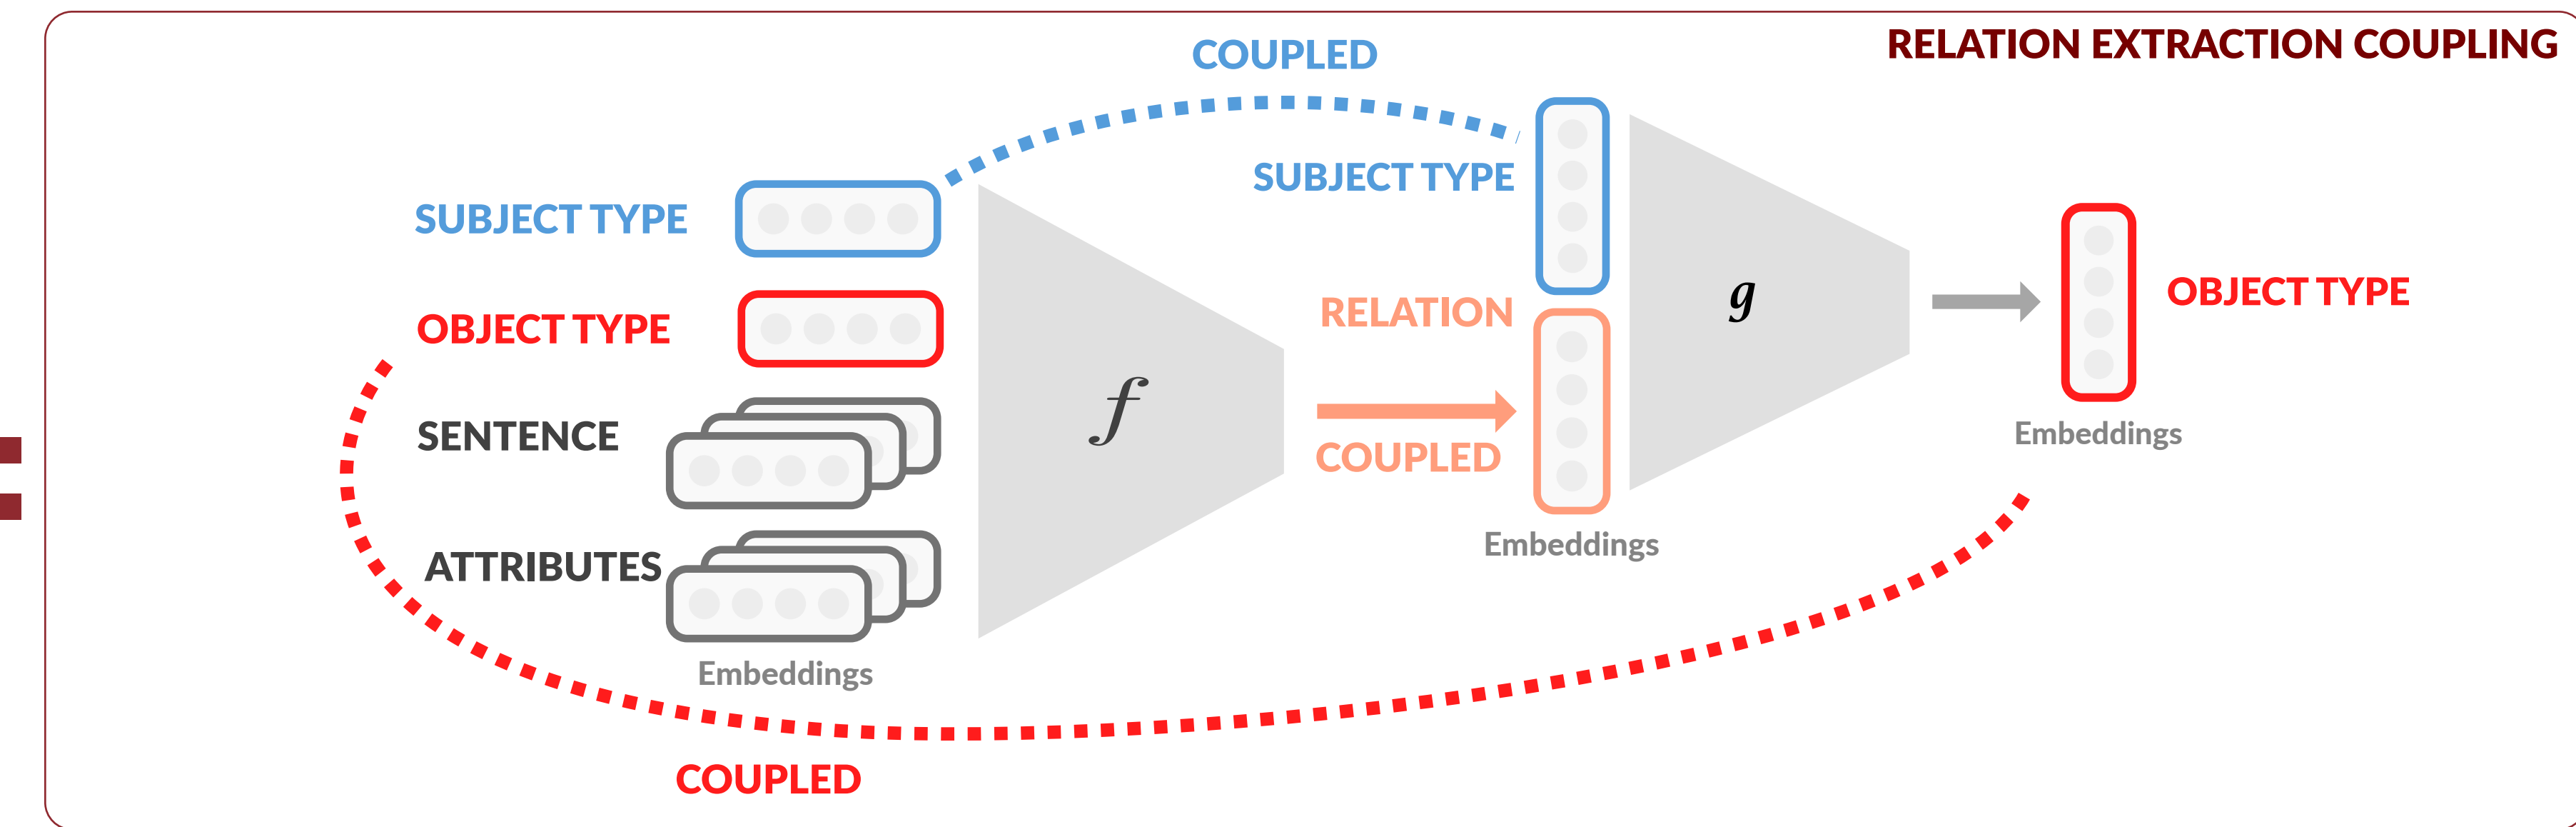 RELATION EXTRACTION COUPLING
COUPLED
SUBJECT TYPE
OBJECT TYPE
SENTENCE
ATTRIBUTES
Embeddings
f
SUBJECT TYPE
RELATION
COUPLED
Embeddings
g
OBJECT TYPE
Embeddings
COUPLED